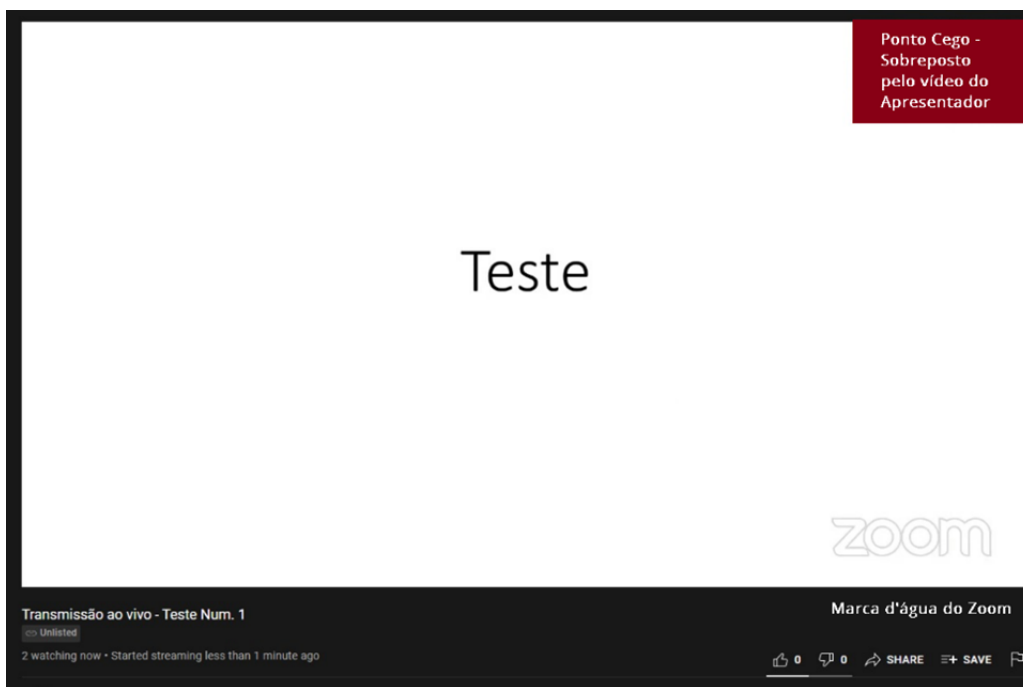 Ponto Cego -
Sobreposto
pelo vídeo do
Apresentador
Teste
zoom
Transmissão ao vivo - Teste Num. 1
Marca d'água do Zoom
Unlisted
2 watching now • Started streaming less than 1 minute ago
0 0 SHARE SAVE